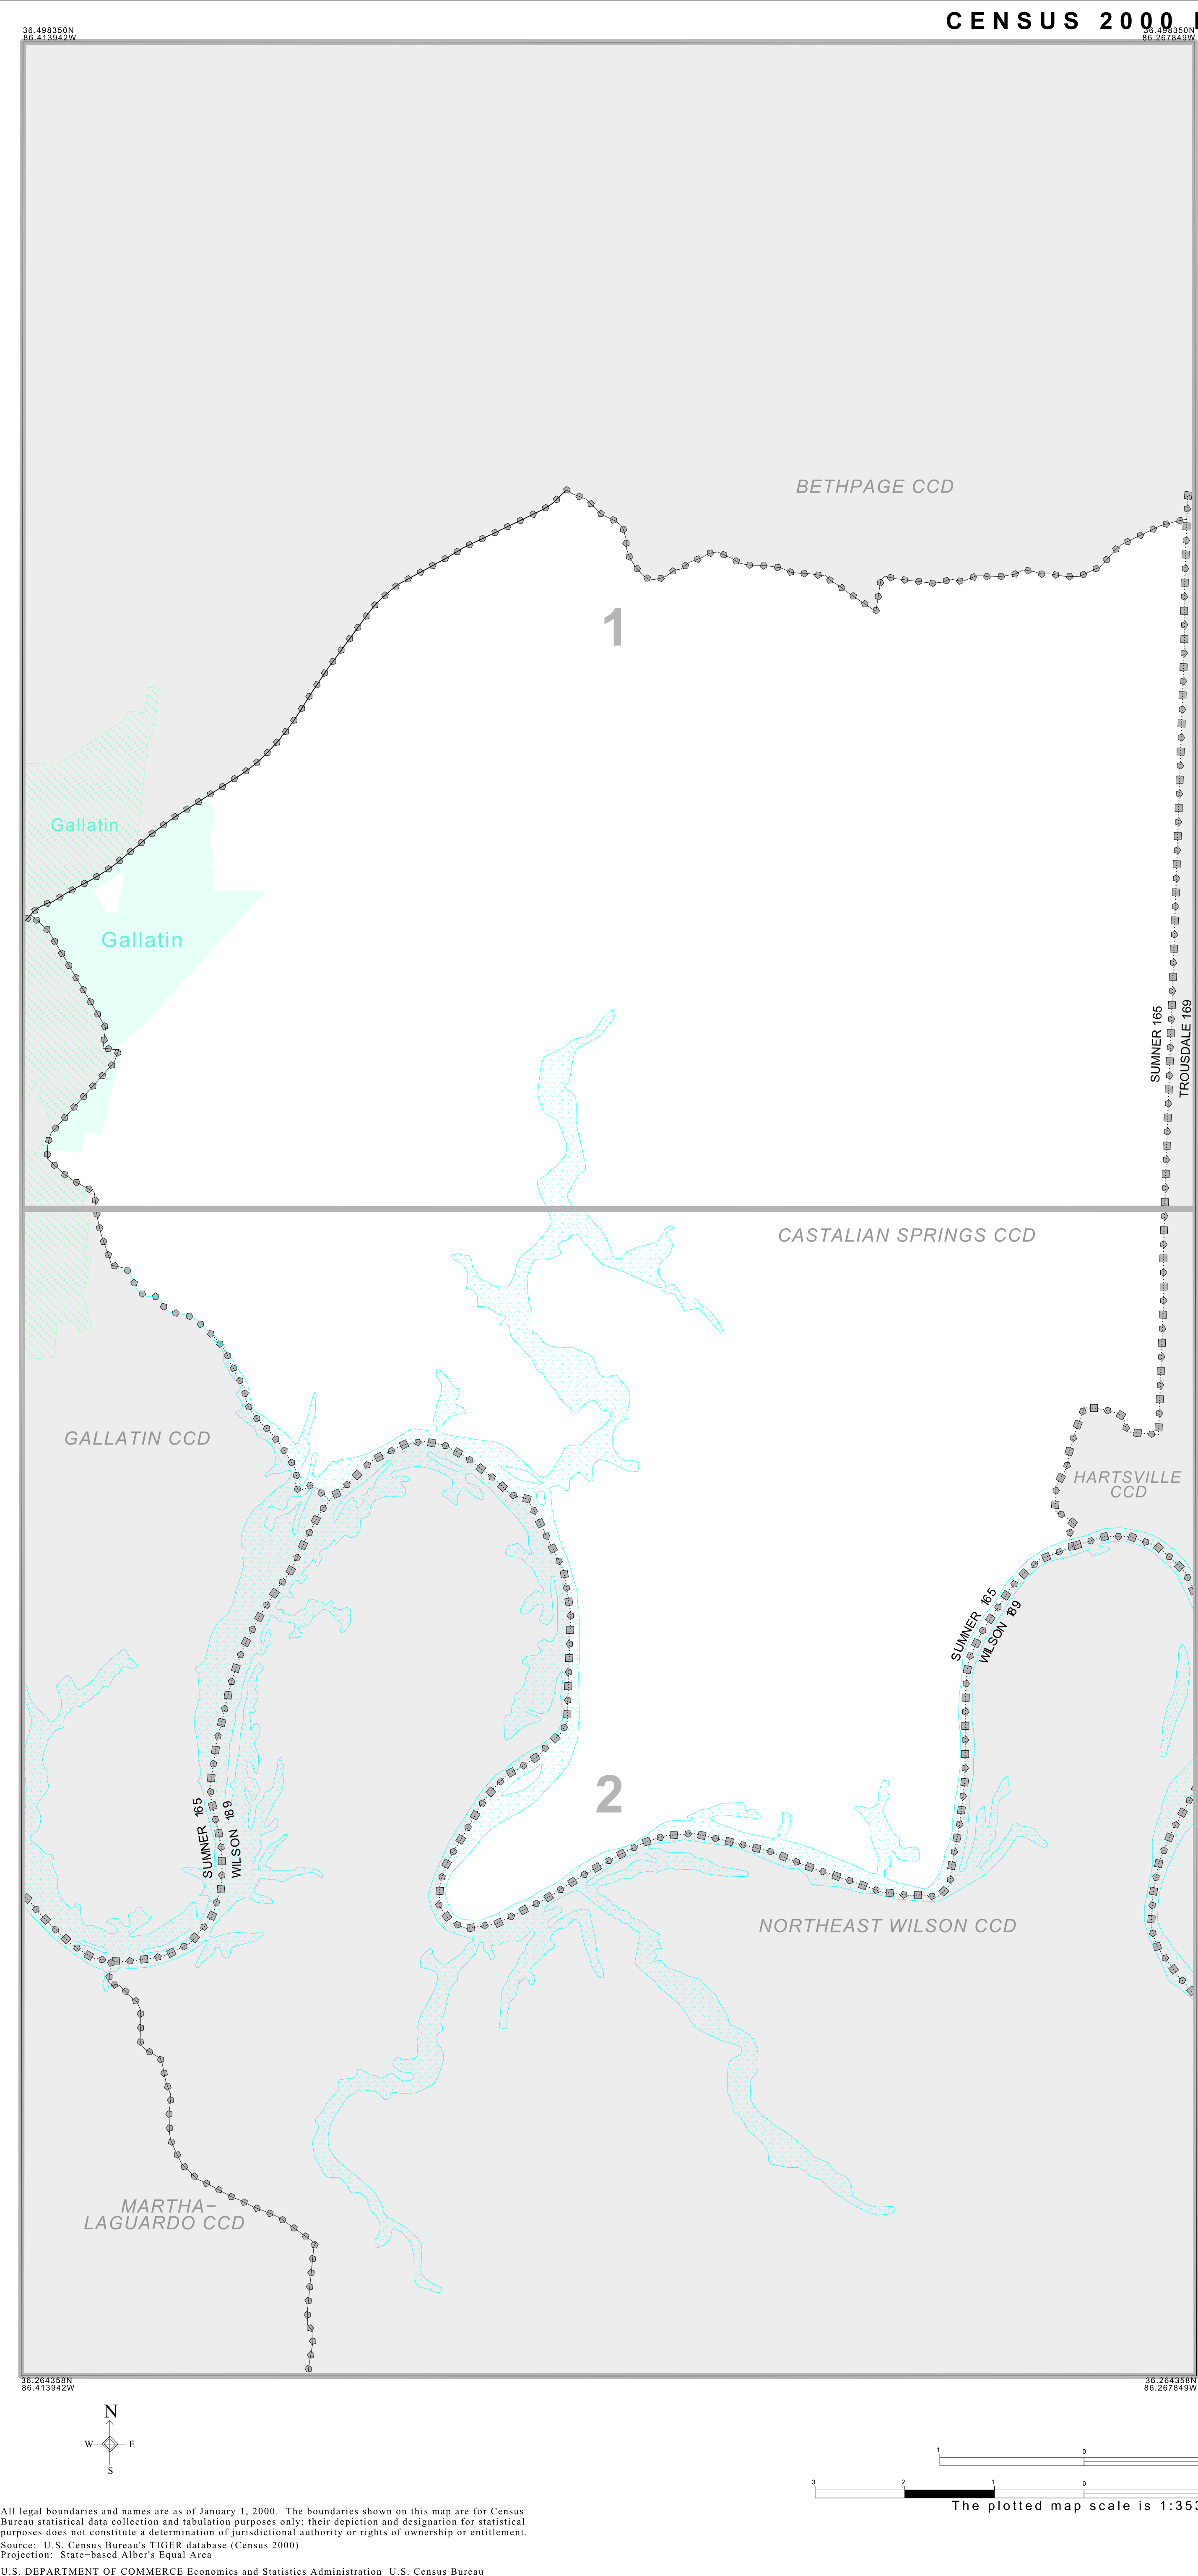 CENSUS 2000
36.498350N
86.413942W
36.498350N
86.267849W
BETHPAGE CCD
1
Gallatin
Gallatin
SUMNER 165
TROUSDALE 169
CASTALIAN SPRINGS CCD
GALLATIN CCD
HARTSVILLE
CCD
SUMNER 165
WILSON 189
2
SUMNER 165
WILSON 189
NORTHEAST WILSON CCD
MARTHA−
LAGUARDO CCD
36.264358N
86.413942W
36.264358N
86.267849W
N
W E
S
1 0
3 2 1 0
The plotted map scale is 1:353
All legal boundaries and names are as of January 1, 2000. The boundaries shown on this map are for Census
Bureau statistical data collection and tabulation purposes only; their depiction and designation for statistical
purposes does not constitute a determination of jurisdictional authority or rights of ownership or entitlement.
Source: U.S. Census Bureau's TIGER database (Census 2000)
Projection: State−based Alber's Equal Area
U.S. DEPARTMENT OF COMMERCE Economics and Statistics Administration U.S. Census Bureau